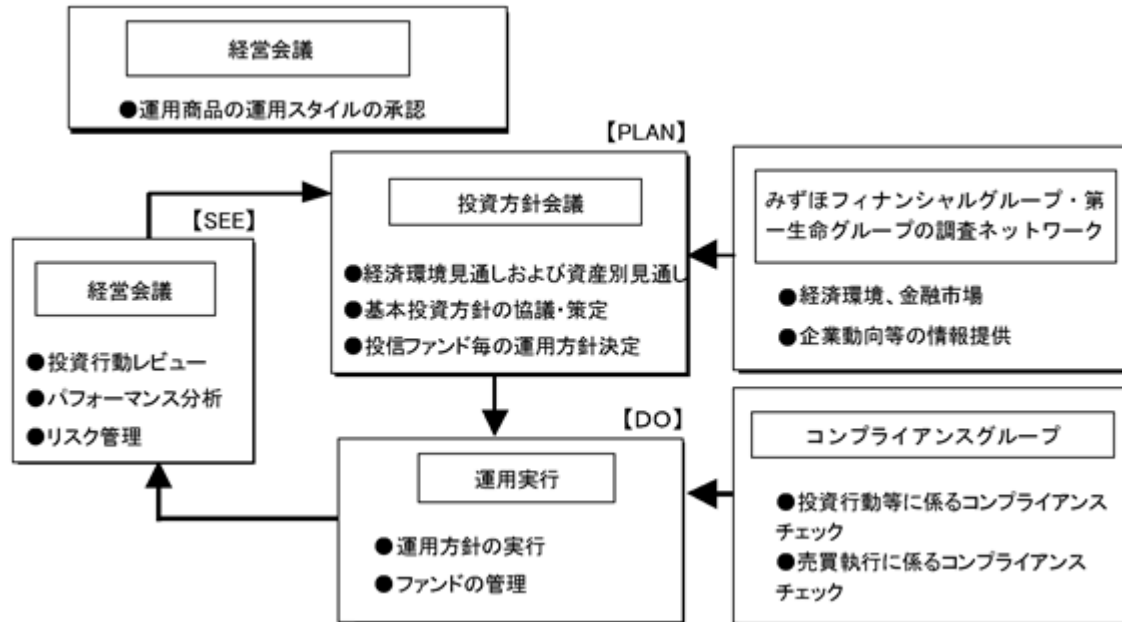 経営会議
●運用商品の運用スタイルの承認
【PLAN】
投資方針会議
●経済環境見通しおよび資産別見通し
●基本投資方針の協議・策定
●投信ファンド毎の運用方針決定
みずほフィナンシャルグループ・第
一生命グループの調査ネットワーク
●経済環境、金融市場
●企業動向等の情報提供
【SEE】
経営会議
●投資行動レビュー
●パフォーマンス分析
●リスク管理
【DO】
運用実行
●運用方針の実行
●ファンドの管理
コンプライアンスグループ
●投資行動等に係るコンプライアンス
チェック
●売買執行に係るコンプライアンス
チェック